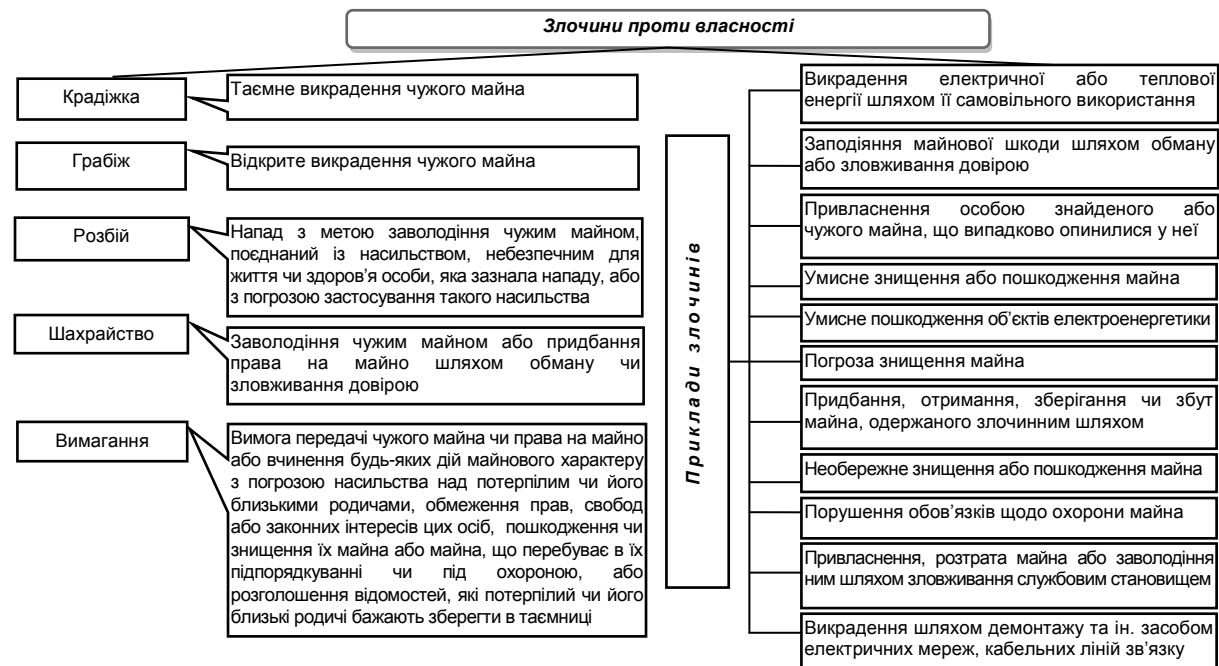 Злочини проти власності
Крадіжка
Таємне викрадення чужого майна
Грабіж
Відкрите викрадення чужого майна
Розбій
Напад з метою заволодіння чужим майном,
поєднаний із насильством, небезпечним для
життя чи здоров’я особи, яка зазнала нападу, або
з погрозою застосування такого насильства
Шахрайство
Заволодіння чужим майном або придбання
права на майно шляхом обману чи
зловживання довірою
Вимагання
Вимога передачі чужого майна чи права на майно
або вчинення будь-яких дій майнового характеру
з погрозою насильства над потерпілим чи його
близькими родичами, обмеження прав, свобод
або законних інтересів цих осіб, пошкодження чи
знищення їх майна або майна, що перебуває в їх
підпорядкуванні чи під охороною, або
розголошення відомостей, які потерпілий чи його
близькі родичі бажають зберегти в таємниці
Приклади злочинів
Викрадення електричної або теплової
енергії шляхом її самовільного використання
Заподіяння майнової шкоди шляхом обману
або зловживання довірою
Привласнення особою знайденого або
чужого майна, що випадково опинилися у неї
Умисне знищення або пошкодження майна
Умисне пошкодження об’єктів електроенергетики
Погроза знищення майна
Придбання, отримання, зберігання чи збут
майна, одержаного злочинним шляхом
Необережне знищення або пошкодження майна
Порушення обов’язків щодо охорони майна
Привласнення, розтрата майна або заволодіння
ним шляхом зловживання службовим становищем
Викрадення шляхом демонтажу та ін. засобом
електричних мереж, кабельних ліній зв’язку